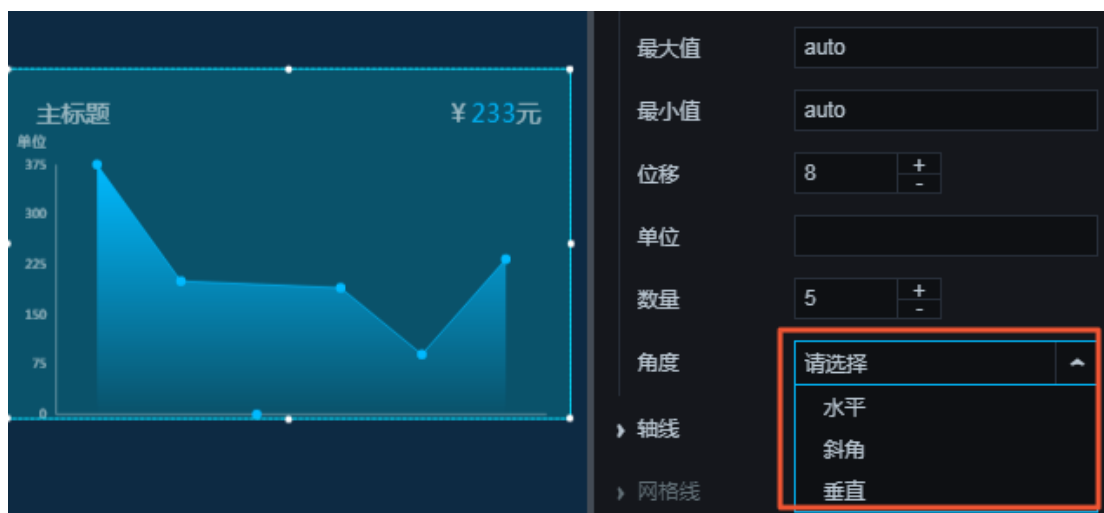 主标题 ¥ 233元
单位
375
300
225
150
75
0
最大值 auto
最小值 auto
位移 8 + -
单位
数量 5 + -
角度 请选择
水平
斜角
垂直
轴线
网格线